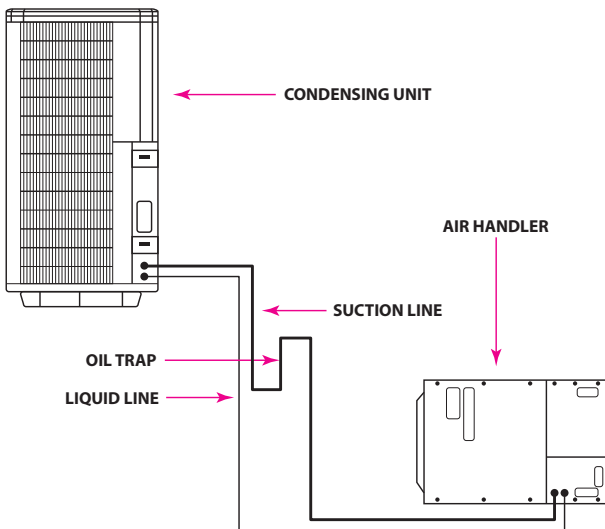 CONDENSING UNIT
AIR HANDLER
SUCTION LINE
OIL TRAP
LIQUID LINE